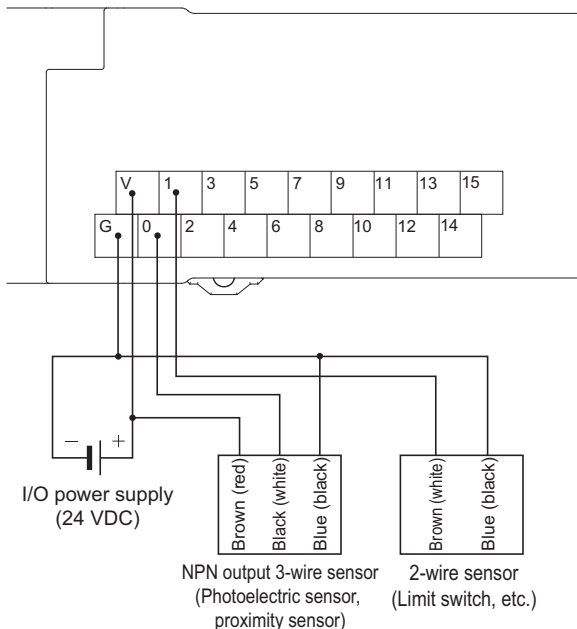 V 1 3 5 7 9 11 13 15
G 0 2 4 6 8 10 12 14
− +
I/O power supply
(24 VDC)
Brown (red)
Black (white)
Blue (black)
Brown (white)
Blue (black)
NPN output 3-wire sensor
(Photoelectric sensor,
proximity sensor)
2-wire sensor
(Limit switch, etc.)